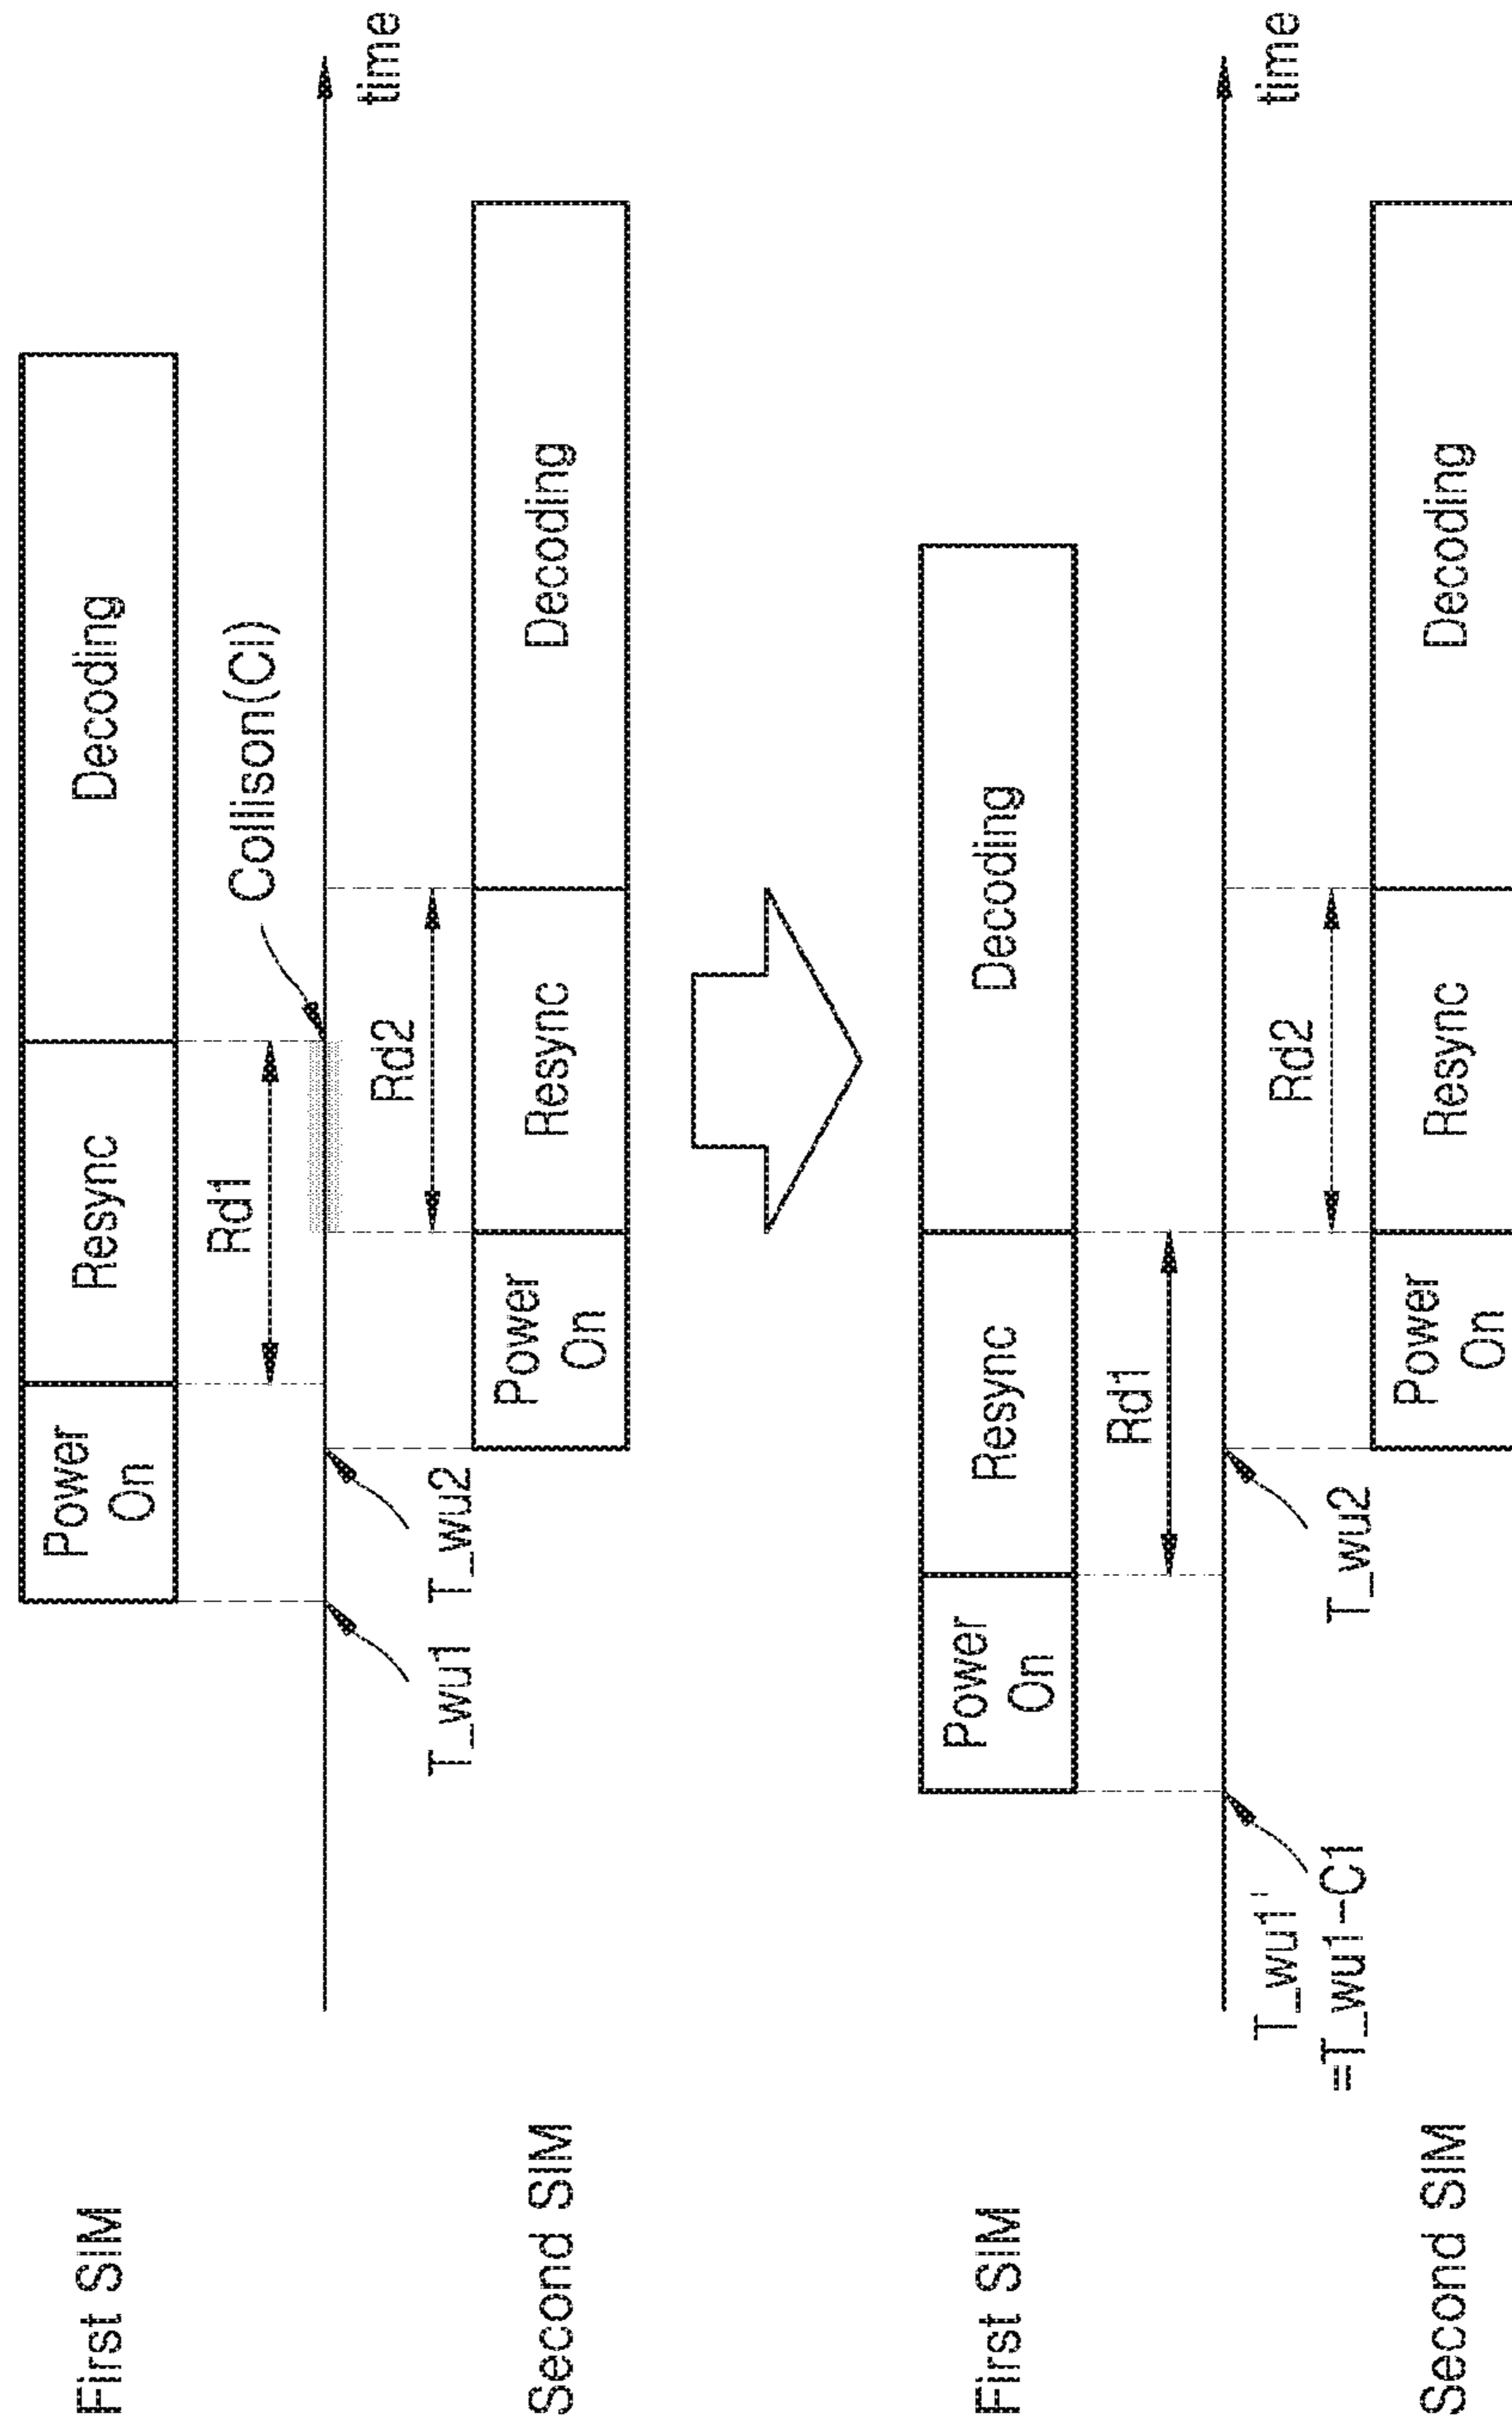 First SIM
Power
On
Resync
Decoding
Rd1
Collison(CI)
time
T_wu1
T_wu2
Rd2
Second SIM
Power
On
Resync
Decoding
First SIM
Power
On
Resync
Decoding
Rd1
time
T_wu1'
=T_wu1-C1
T_wu2
Rd2
Second SIM
Power
On
Resync
Decoding